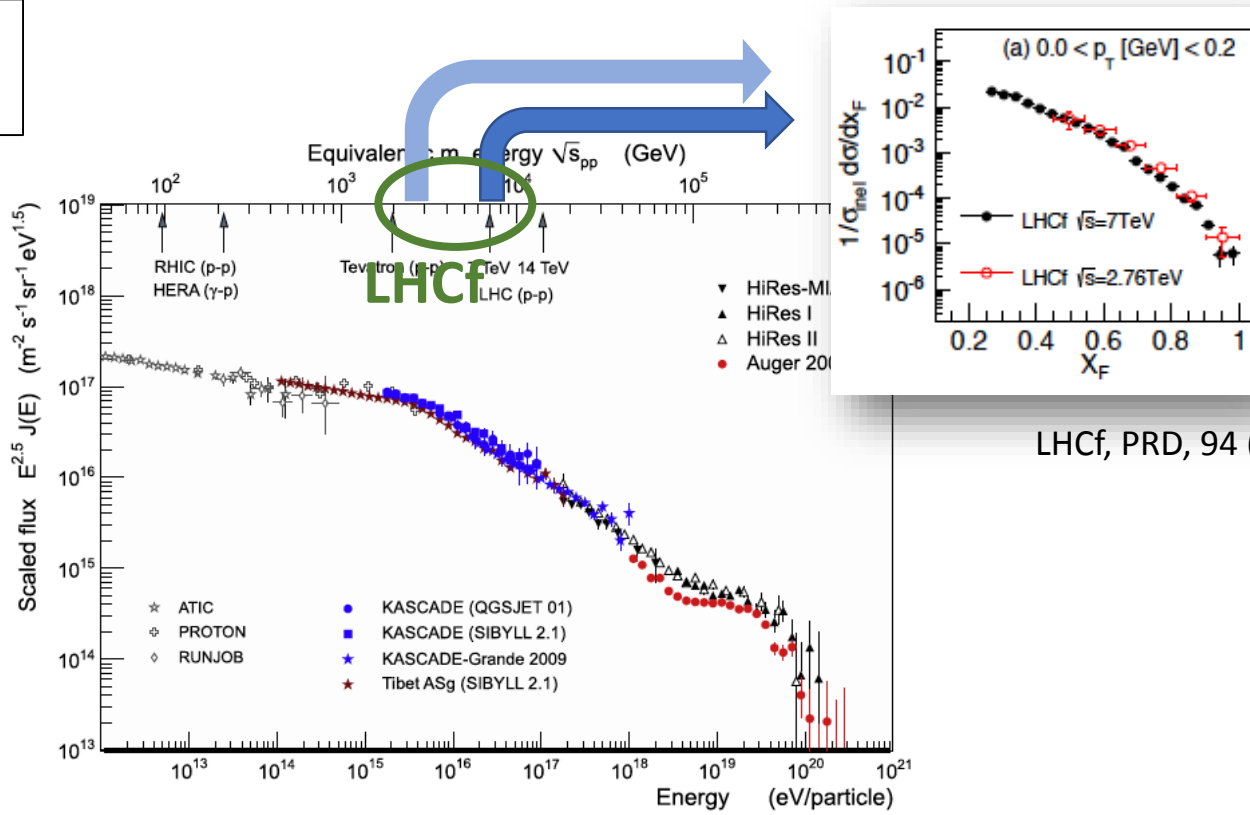 Equivalent c.m. energy √s_pp (GeV)
10^2 10^3 10^4 10^5
RHIC (p-p)
HERA (γ-p)
Tevatron (p-p) 7 TeV 14 TeV
LHC (p-p)
LHCf
Scaled flux E^2.5 J(E) (m^-2 s^-1 sr^-1 eV^1.5)
10^19
10^18
10^17
10^16
10^15
10^14
10^13
HiRes I
HiRes II
Auger
ATIC
PROTON
RUNJOB
KASCADE (QGSJET 01)
KASCADE (SIBYLL 2.1)
KASCADE-Grande 2009
Tibet ASg (SIBYLL 2.1)
10^13 10^14 10^15 10^16 10^17 10^18 10^19 10^20 10^21
Energy (eV/particle)
(a) 0.0 < p_T [GeV] < 0.2
1/σ_inel dσ/dx_F
10^-1
10^-2
10^-3
10^-4
10^-5
10^-6
LHCf √s=7TeV
LHCf √s=2.76TeV
0.2 0.4 0.6 0.8 1
X_F
LHCf, PRD, 94 (